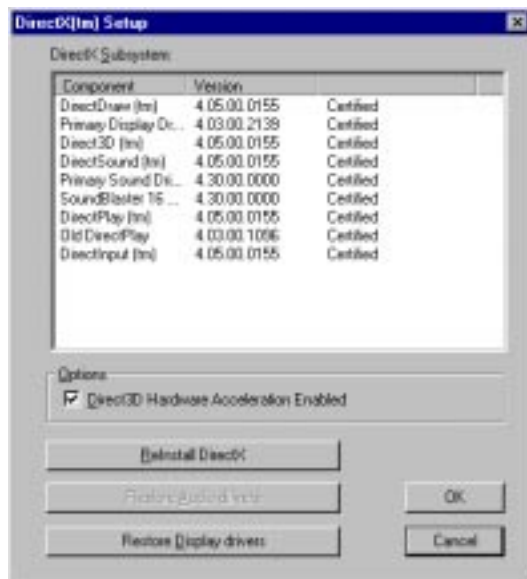 DirectX(tm) Setup
DirectX Subsystem:
Component Version
DirectDraw (tm) 4.05.00.0155 Certified
Primary Display Dr... 4.03.00.2139 Certified
Direct3D (tm) 4.05.00.0155 Certified
DirectSound (tm) 4.05.00.0155 Certified
Primary Sound Dri... 4.30.00.0000 Certified
SoundBlaster 16 ... 4.30.00.0000 Certified
DirectPlay (tm) 4.05.00.0155 Certified
Old DirectPlay 4.03.00.1096 Certified
DirectInput (tm) 4.05.00.0155 Certified
Options
Direct3D Hardware Acceleration Enabled
ReInstall DirectX
Restore Audio drivers OK
Restore Display drivers Cancel